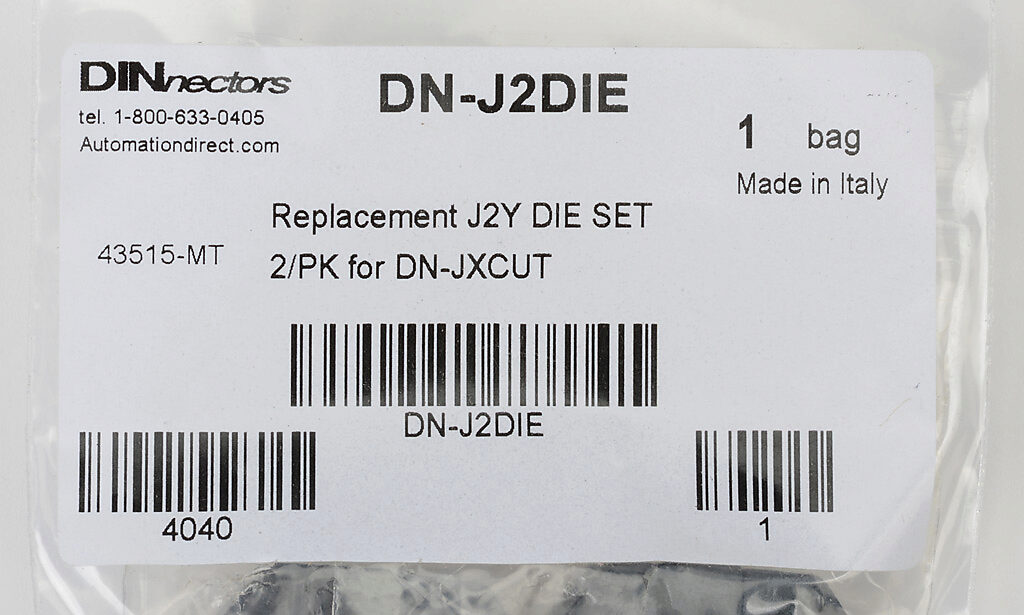 DINnectors
tel. 1-800-633-0405
Automationdirect.com
DN-J2DIE
1 bag
Made in Italy
Replacement J2Y DIE SET
43515-MT
2/PK for DN-JXCUT
DN-J2DIE
4040
1